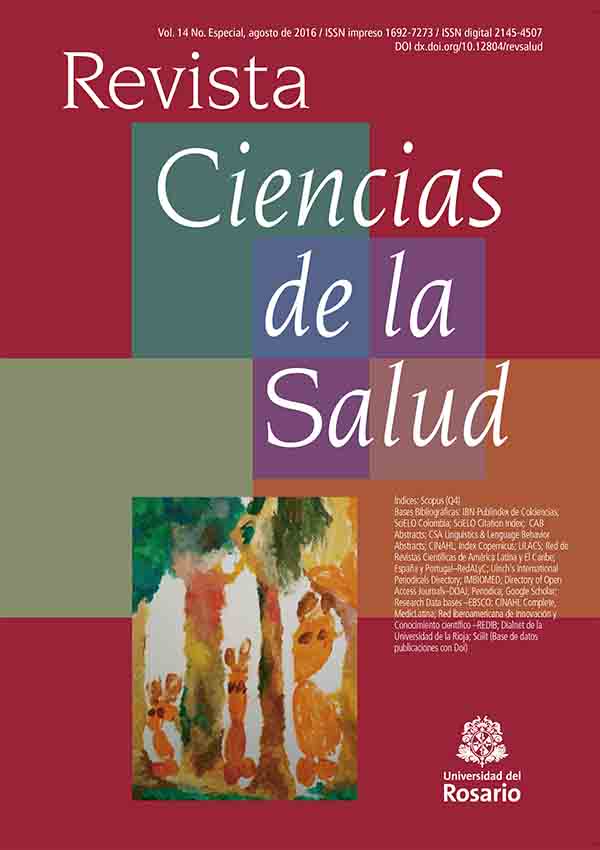 Vol. 14 No. Especial, agosto de 2016 / ISSN impreso 1692-7273 / ISSN digital 2145-4507
DOI dx.doi.org/10.12804/revsalud
Revista
Ciencias
de la
Salud
Índices: Scopus (Q4)
Bases Bibliográficas: IBN-Publindex de Colciencias;
SciELO Colombia; SciELO Citation Index; CAB
Abstracts; CSA Linguistics & Lenguage Behavior
Abstracts; CINAHL; Index Copernicus; LILACS; Red de
Revistas Científicas de América Latina y El Caribe,
España y Portugal–RedALyC; Ulrich's International
Periodicals Directory; IMBIOMED; Directory of Open
Access Journals–DOAJ, Periodica; Google Scholar;
Research Data bases –EBSCO: CINAHL Complete,
MedicLatina; Red Iberoamericana de Innovación y
Conocimiento científico –REDIB; Dialnet de la
Universidad de la Rioja; Sciilit (Base de datos
publicaciones con DoI)
Universidad del
Rosario